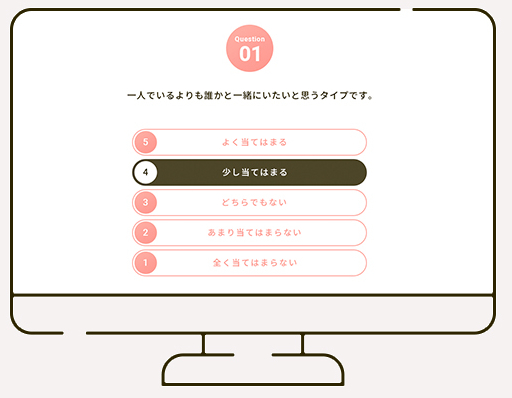 Question
01
一人でいるよりも誰かと一緒にいたいと思うタイプです。
5 よく当てはまる
4 少し当てはまる
3 どちらでもない
2 あまり当てはまらない
1 全く当てはまらない